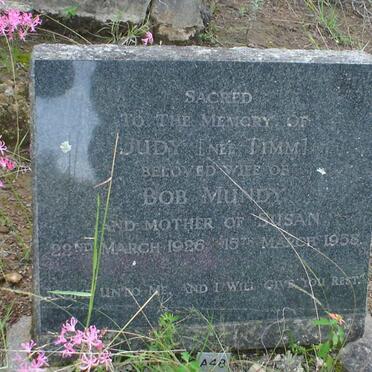 SACRED
TO THE MEMORY OF
JUDY [NEE TIMM]
BELOVED WIFE OF
BOB MUNDY
AND MOTHER OF SUSAN
22ND MARCH 1926 15TH MARCH 1958
UNTO ME AND I WILL GIVE YOU REST.
A48